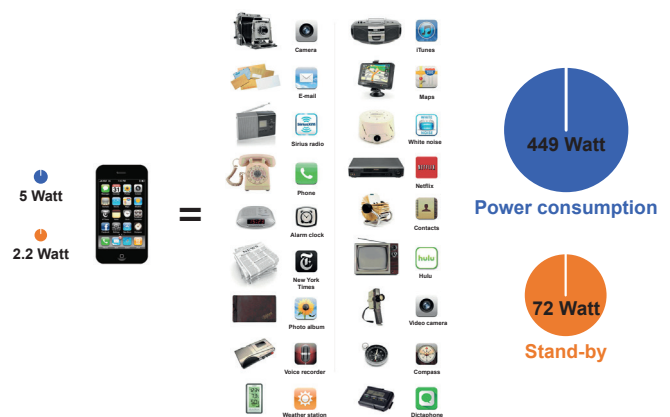 5 Watt
2.2 Watt
=
Camera
E-mail
Sirius radio
Phone
Alarm clock
New York
Times
Photo album
Voice recorder
Weather station
iTunes
Maps
White noise
Netflix
Contacts
hulu
Hulu
Video camera
Compass
Dictaphone
449 Watt
Power consumption
72 Watt
Stand-by